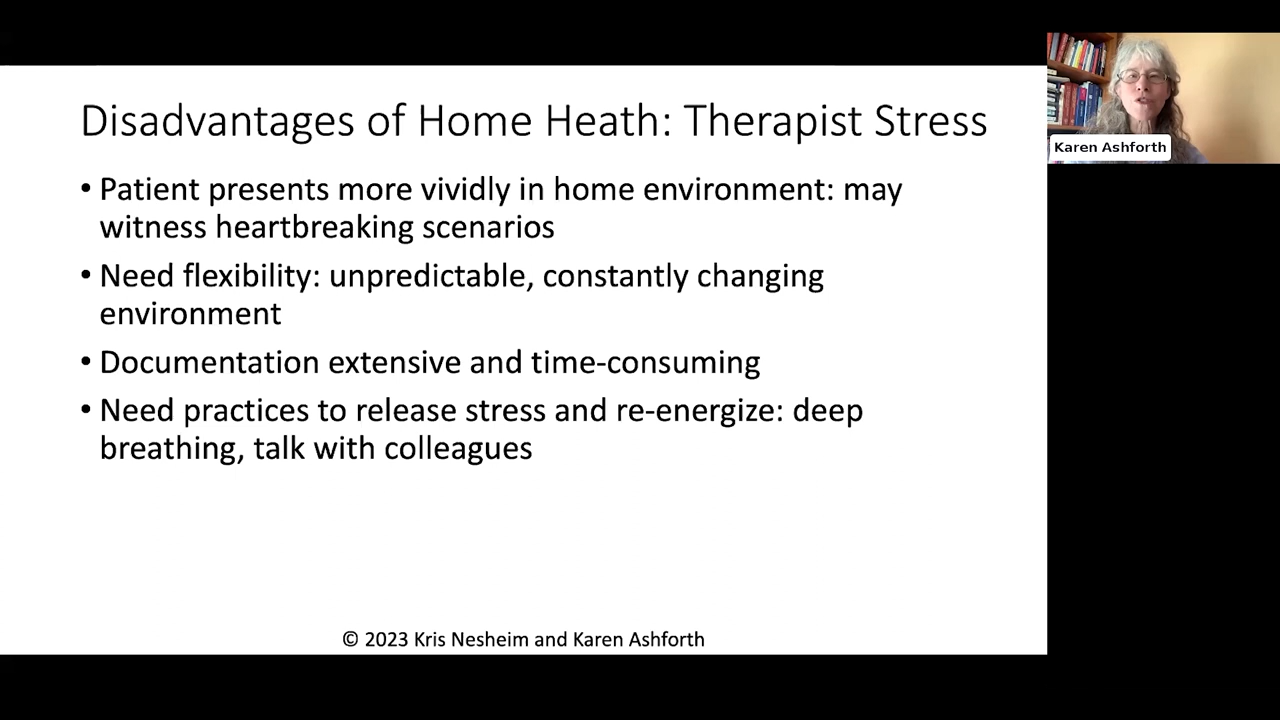 Disadvantages of Home Heath: Therapist Stress
• Patient presents more vividly in home environment: may
witness heartbreaking scenarios
• Need flexibility: unpredictable, constantly changing
environment
• Documentation extensive and time-consuming
• Need practices to release stress and re-energize: deep
breathing, talk with colleagues
© 2023 Kris Nesheim and Karen Ashforth
Karen Ashforth